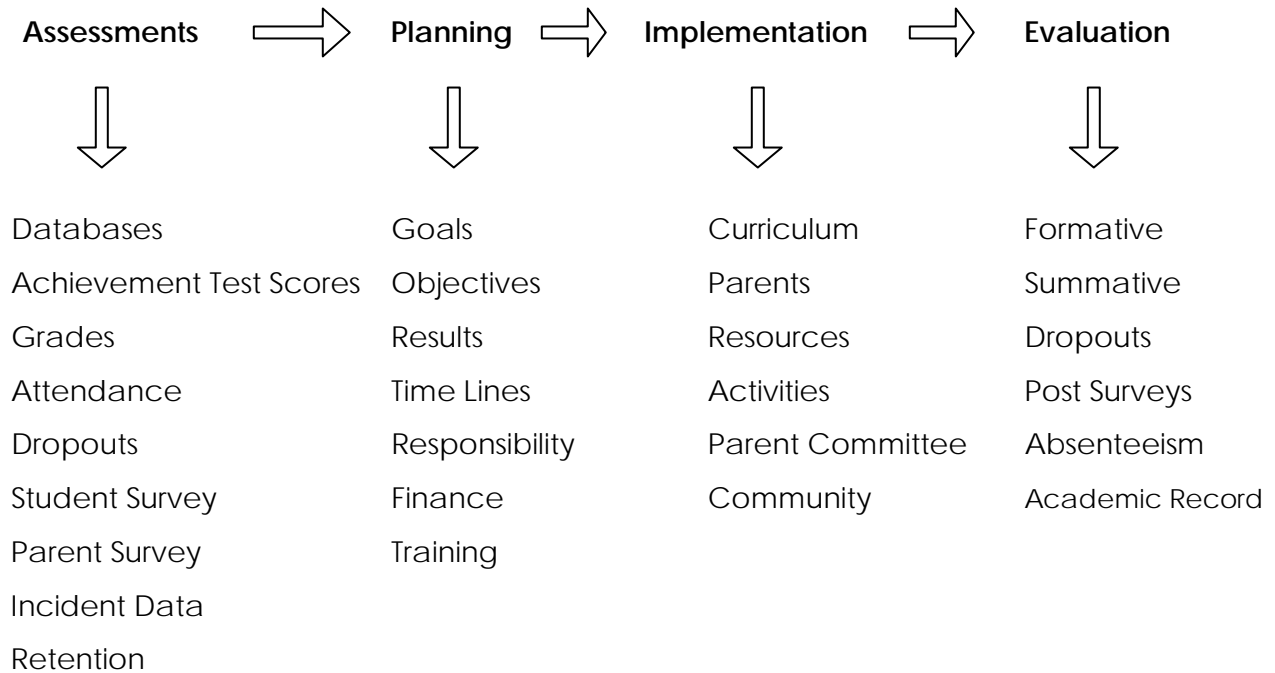 Assessments Planning Implementation Evaluation
Databases Goals Curriculum Formative
Achievement Test Scores Objectives Parents Summative
Grades Results Resources Dropouts
Attendance Time Lines Activities Post Surveys
Dropouts Responsibility Parent Committee Absenteeism
Student Survey Finance Community Academic Record
Parent Survey Training
Incident Data
Retention